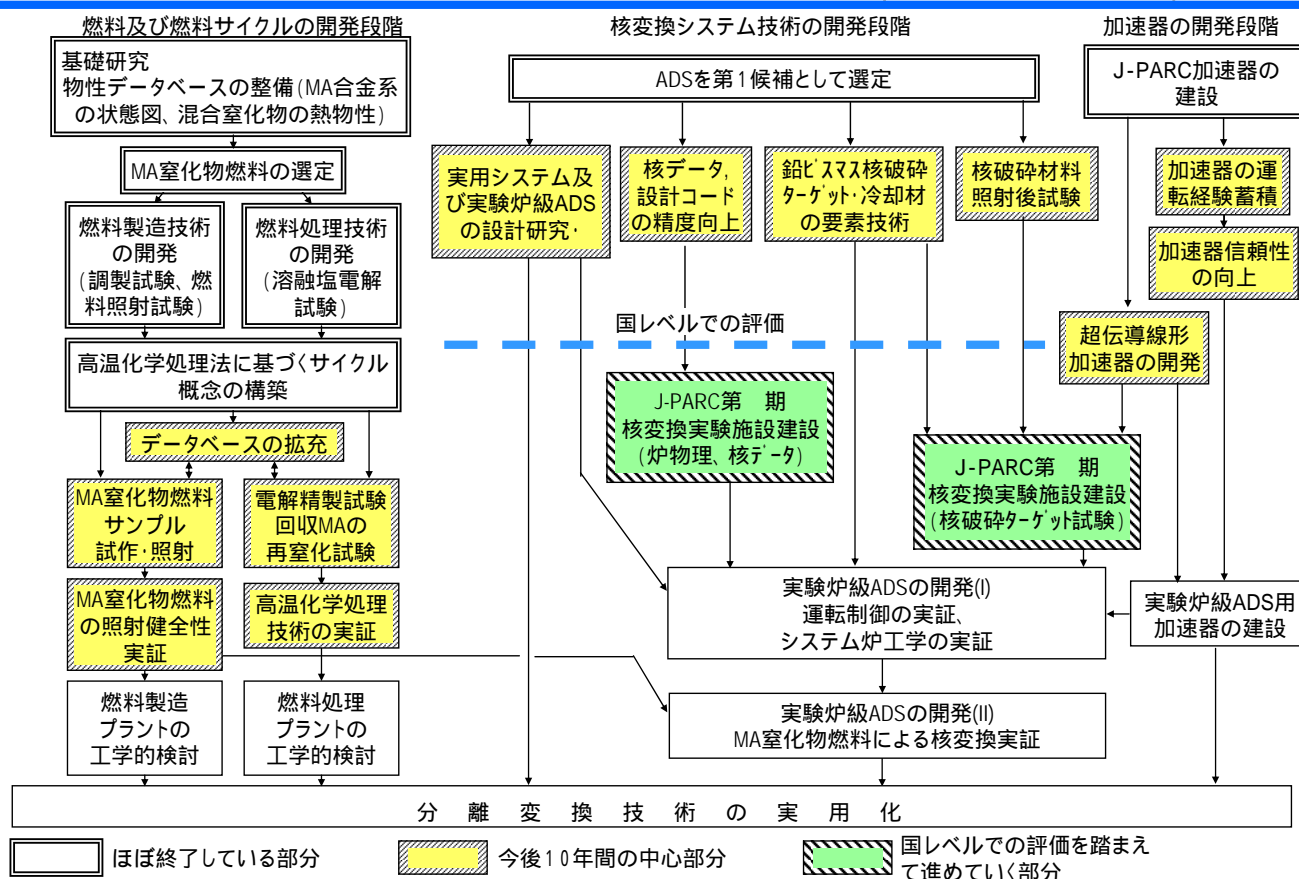 燃料及び燃料サイクルの開発段階
核変換システム技術の開発段階
加速器の開発段階
基礎研究
物性データベースの整備(MA合金系
の状態図、混合窒化物の熱物性)
ADSを第1候補として選定
J-PARC加速器の
建設
MA窒化物燃料の選定
実用システム及
び実験炉級ADS
の設計研究・
核データ,
設計コード
の精度向上
鉛ビスマス核破砕
ターゲット・冷却材
の要素技術
核破砕材料
照射後試験
加速器の運
転経験蓄積
燃料製造技術
の開発
(調製試験、燃
料照射試験)
燃料処理技術
の開発
(溶融塩電解
試験)
加速器信頼性
の向上
国レベルでの評価
超伝導線形
加速器の開発
高温化学処理法に基づくサイクル
概念の構築
J-PARC第　期
核変換実験施設建設
(炉物理、核データ)
データベースの拡充
J-PARC第　期
核変換実験施設建設
(核破砕ターゲット試験)
MA窒化物燃料
サンプル
試作・照射
電解精製試験
回収MAの
再窒化試験
MA窒化物燃料
の照射健全性
実証
高温化学処理
技術の実証
実験炉級ADSの開発(I)
運転制御の実証、
システム炉工学の実証
実験炉級ADS用
加速器の建設
燃料製造
プラントの
工学的検討
燃料処理
プラントの
工学的検討
実験炉級ADSの開発(II)
MA窒化物燃料による核変換実証
分離変換技術の実用化
ほぼ終了している部分
今後10年間の中心部分
国レベルでの評価を踏まえ
て進めていく部分